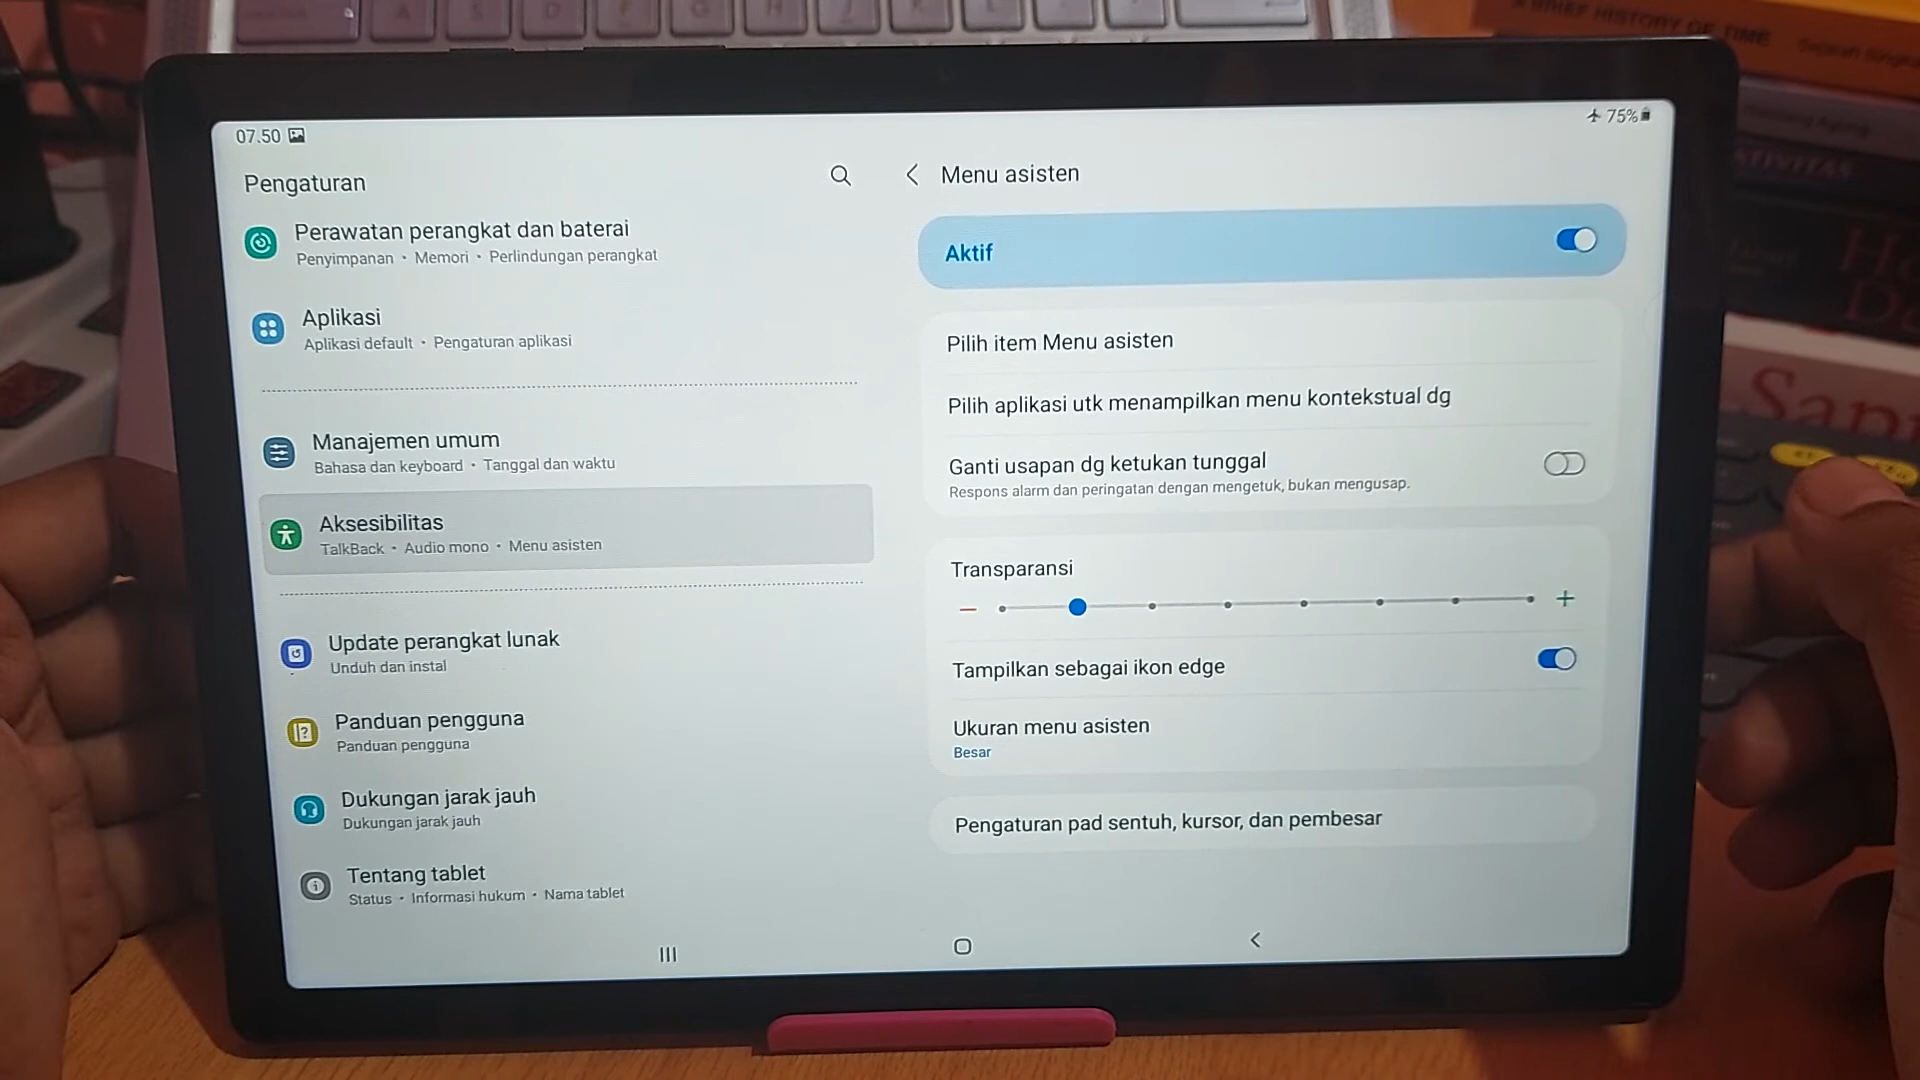 A BRIEF HISTORY OF TIME
07.50
75%
Pengaturan
Perawatan perangkat dan baterai
Penyimpanan • Memori • Perlindungan perangkat
Aplikasi
Aplikasi default • Pengaturan aplikasi
Manajemen umum
Bahasa dan keyboard • Tanggal dan waktu
Aksesibilitas
TalkBack • Audio mono • Menu asisten
Update perangkat lunak
Unduh dan instal
Panduan pengguna
Panduan pengguna
Dukungan jarak jauh
Dukungan jarak jauh
Tentang tablet
Status • Informasi hukum • Nama tablet
Menu asisten
Aktif
Pilih item Menu asisten
Pilih aplikasi utk menampilkan menu kontekstual dg
Ganti usapan dg ketukan tunggal
Respons alarm dan peringatan dengan mengetuk, bukan mengusap.
Transparansi
Tampilkan sebagai ikon edge
Ukuran menu asisten
Besar
Pengaturan pad sentuh, kursor, dan pembesar